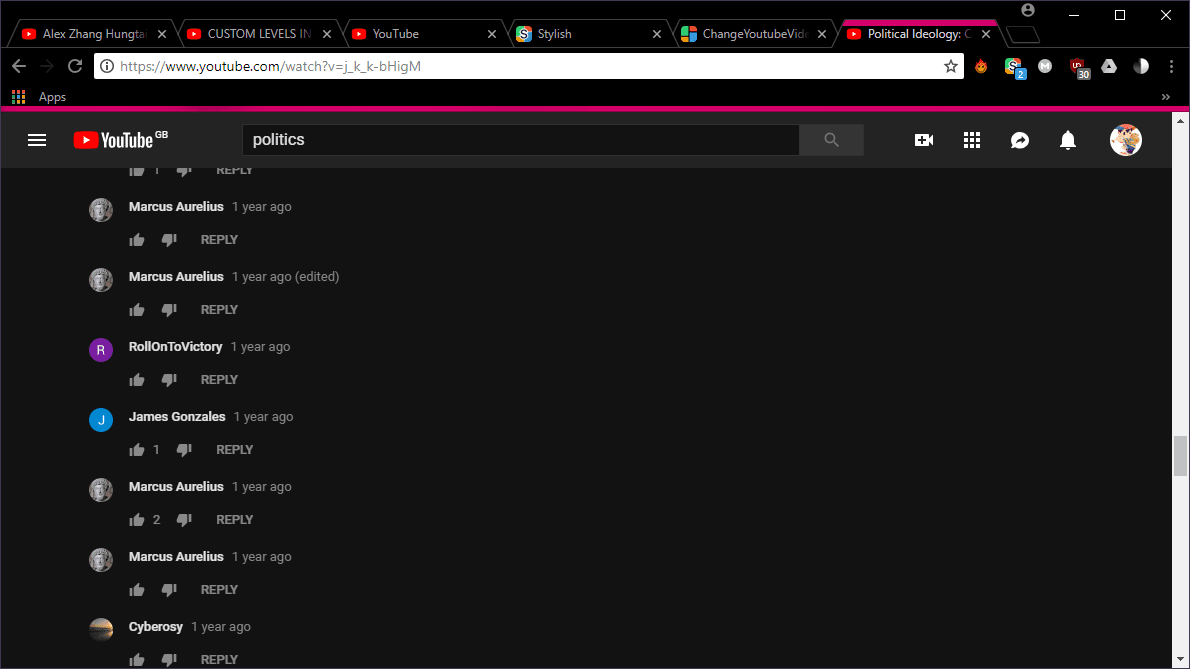 Alex Zhang Hungtai
CUSTOM LEVELS IN
YouTube
Stylish
ChangeYoutubeVide
Political Ideology: C
https://www.youtube.com/watch?v=j_k_k-bHigM
2
M
30
Apps
YouTube GB
politics
1 REPLY
Marcus Aurelius 1 year ago
REPLY
Marcus Aurelius 1 year ago (edited)
REPLY
R
RollOnToVictory 1 year ago
REPLY
J
James Gonzales 1 year ago
1 REPLY
Marcus Aurelius 1 year ago
2 REPLY
Marcus Aurelius 1 year ago
REPLY
Cyberosy 1 year ago
REPLY